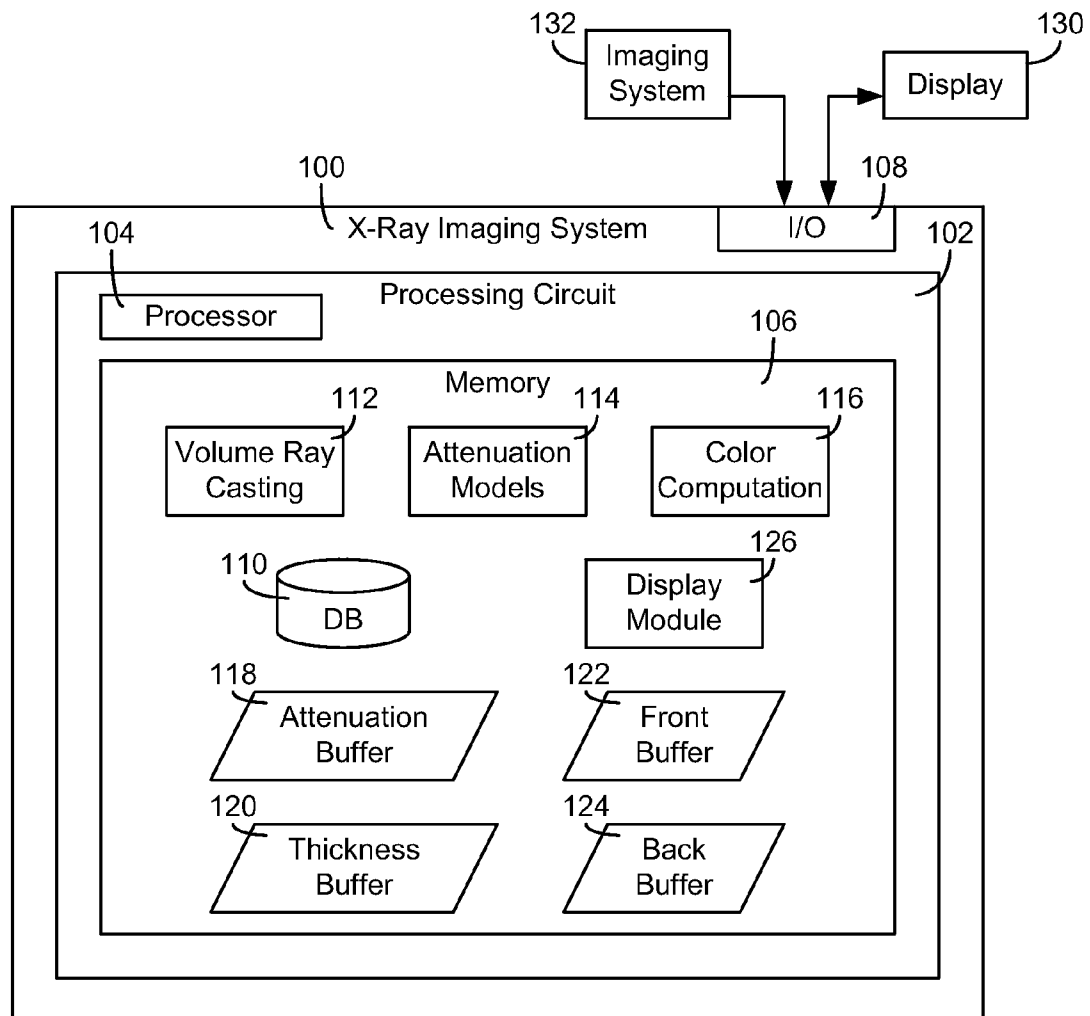 132
Imaging
System
130
Display
100
X-Ray Imaging System
108
I/O
104
Processor
Processing Circuit
102
106
Memory
112
Volume Ray
Casting
114
Attenuation
Models
116
Color
Computation
110
DB
126
Display
Module
118
Attenuation
Buffer
122
Front
Buffer
120
Thickness
Buffer
124
Back
Buffer